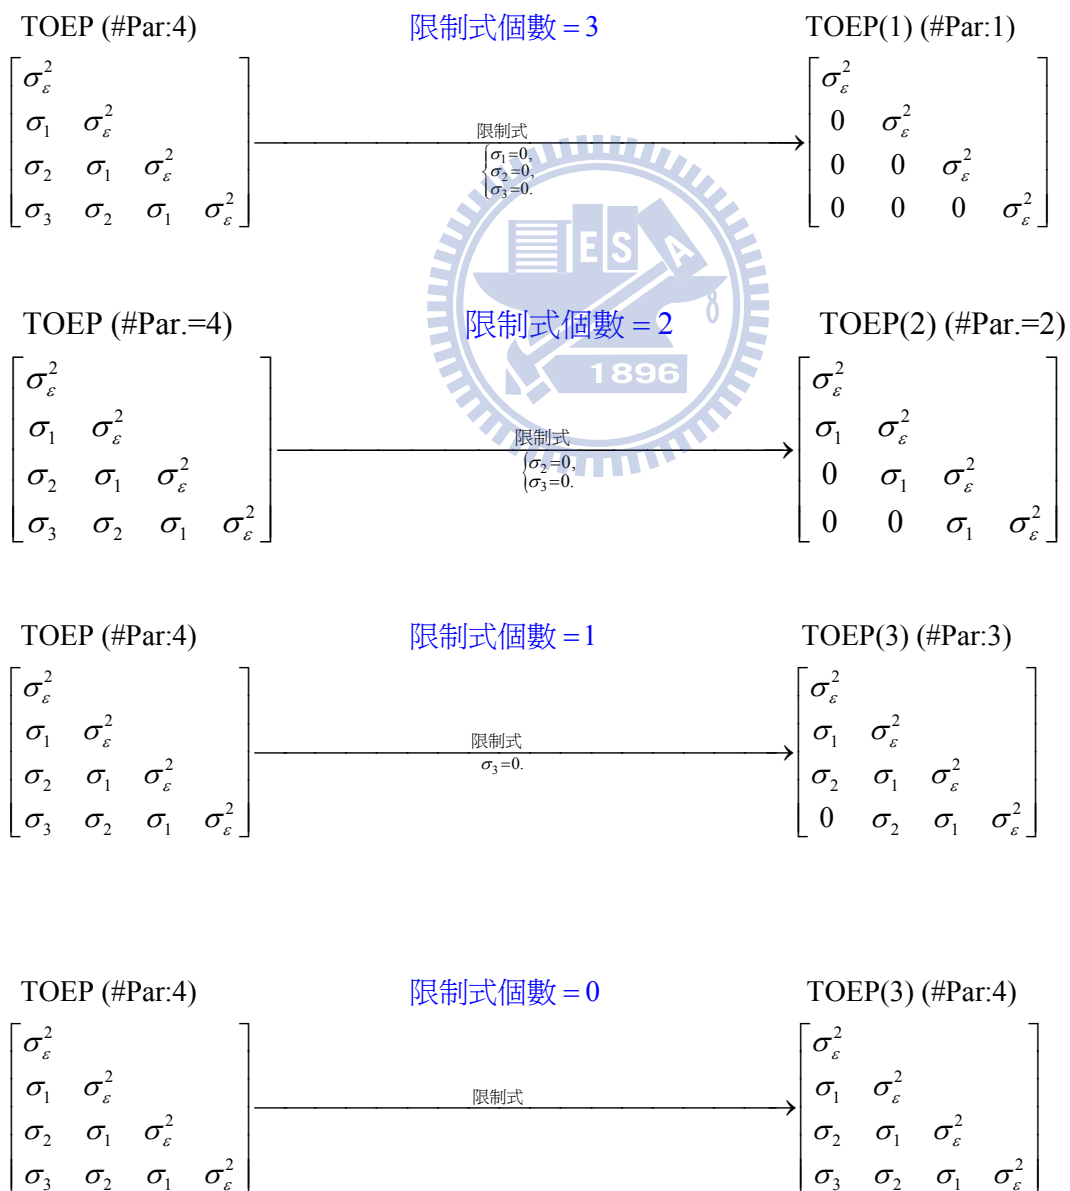 TOEP (#Par:4) 限制式個數 = 3 TOEP(1) (#Par:1)
σ_ε^2
σ_1 σ_ε^2
σ_2 σ_1 σ_ε^2
σ_3 σ_2 σ_1 σ_ε^2
限制式
σ_1=0,
σ_2=0,
σ_3=0.
σ_ε^2
0 σ_ε^2
0 0 σ_ε^2
0 0 0 σ_ε^2
E S A
1896
TOEP (#Par.=4) 限制式個數 = 2 TOEP(2) (#Par.=2)
σ_ε^2
σ_1 σ_ε^2
σ_2 σ_1 σ_ε^2
σ_3 σ_2 σ_1 σ_ε^2
限制式
σ_2=0,
σ_3=0.
σ_ε^2
σ_1 σ_ε^2
0 σ_1 σ_ε^2
0 0 σ_1 σ_ε^2
TOEP (#Par:4) 限制式個數 = 1 TOEP(3) (#Par:3)
σ_ε^2
σ_1 σ_ε^2
σ_2 σ_1 σ_ε^2
σ_3 σ_2 σ_1 σ_ε^2
限制式
σ_3=0.
σ_ε^2
σ_1 σ_ε^2
σ_2 σ_1 σ_ε^2
0 σ_2 σ_1 σ_ε^2
TOEP (#Par:4) 限制式個數 = 0 TOEP(3) (#Par:4)
σ_ε^2
σ_1 σ_ε^2
σ_2 σ_1 σ_ε^2
σ_3 σ_2 σ_1 σ_ε^2
限制式
σ_ε^2
σ_1 σ_ε^2
σ_2 σ_1 σ_ε^2
σ_3 σ_2 σ_1 σ_ε^2